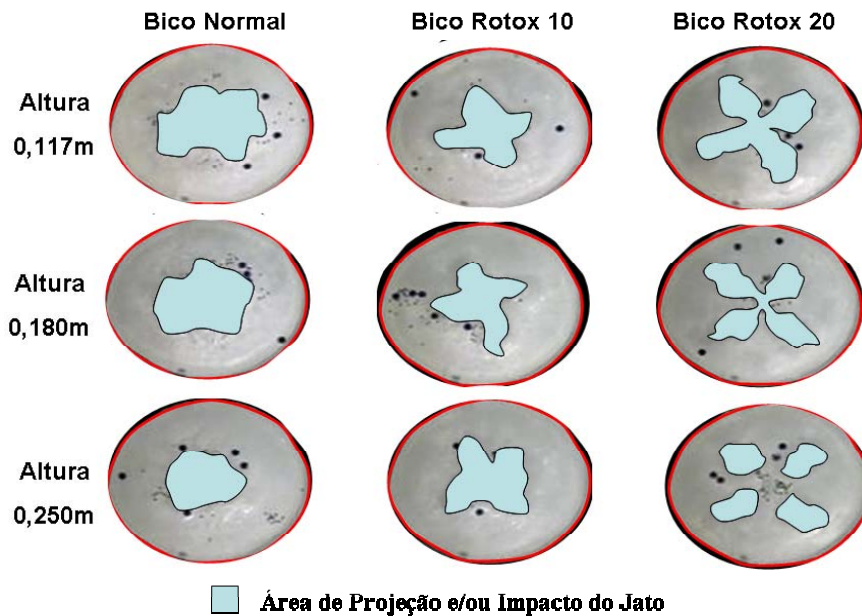 Bico Normal
Bico Rotox 10
Bico Rotox 20
Altura
0,117m
Altura
0,180m
Altura
0,250m
Área de Projeção e/ou Impacto do Jato